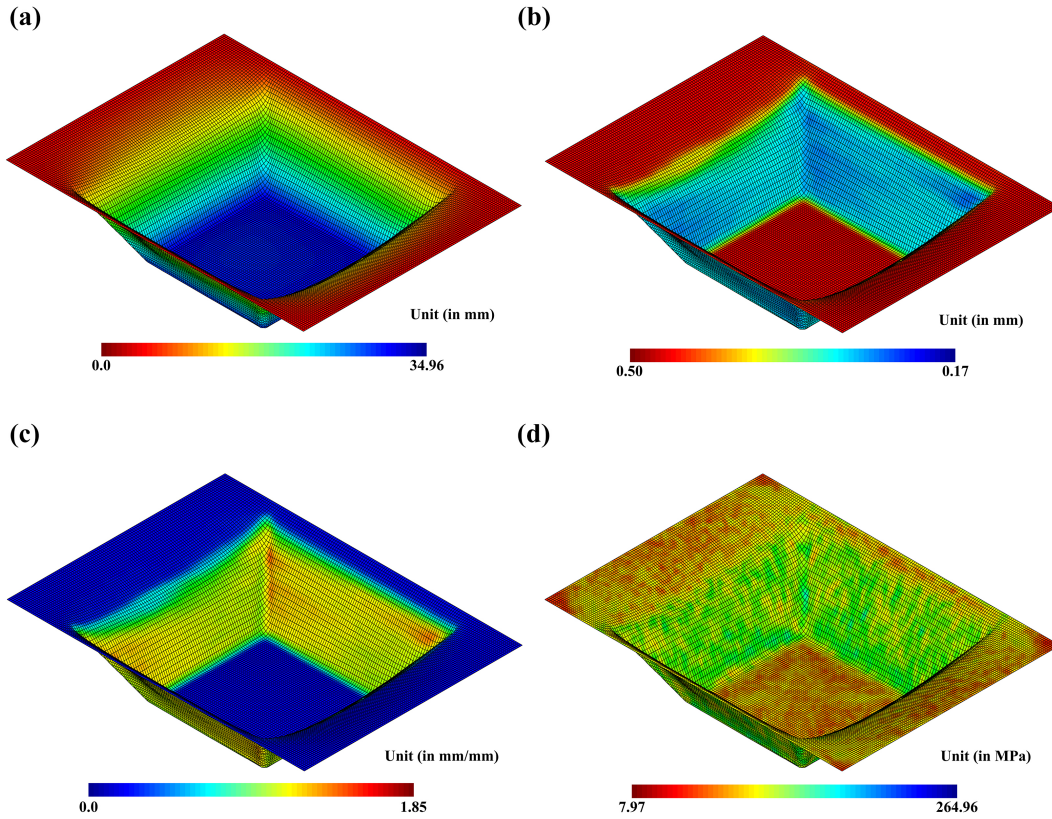 (a)
(b)
Unit (in mm)
0.0
34.96
Unit (in mm)
0.50
0.17
(c)
(d)
Unit (in mm/mm)
0.0
1.85
Unit (in MPa)
7.97
264.96